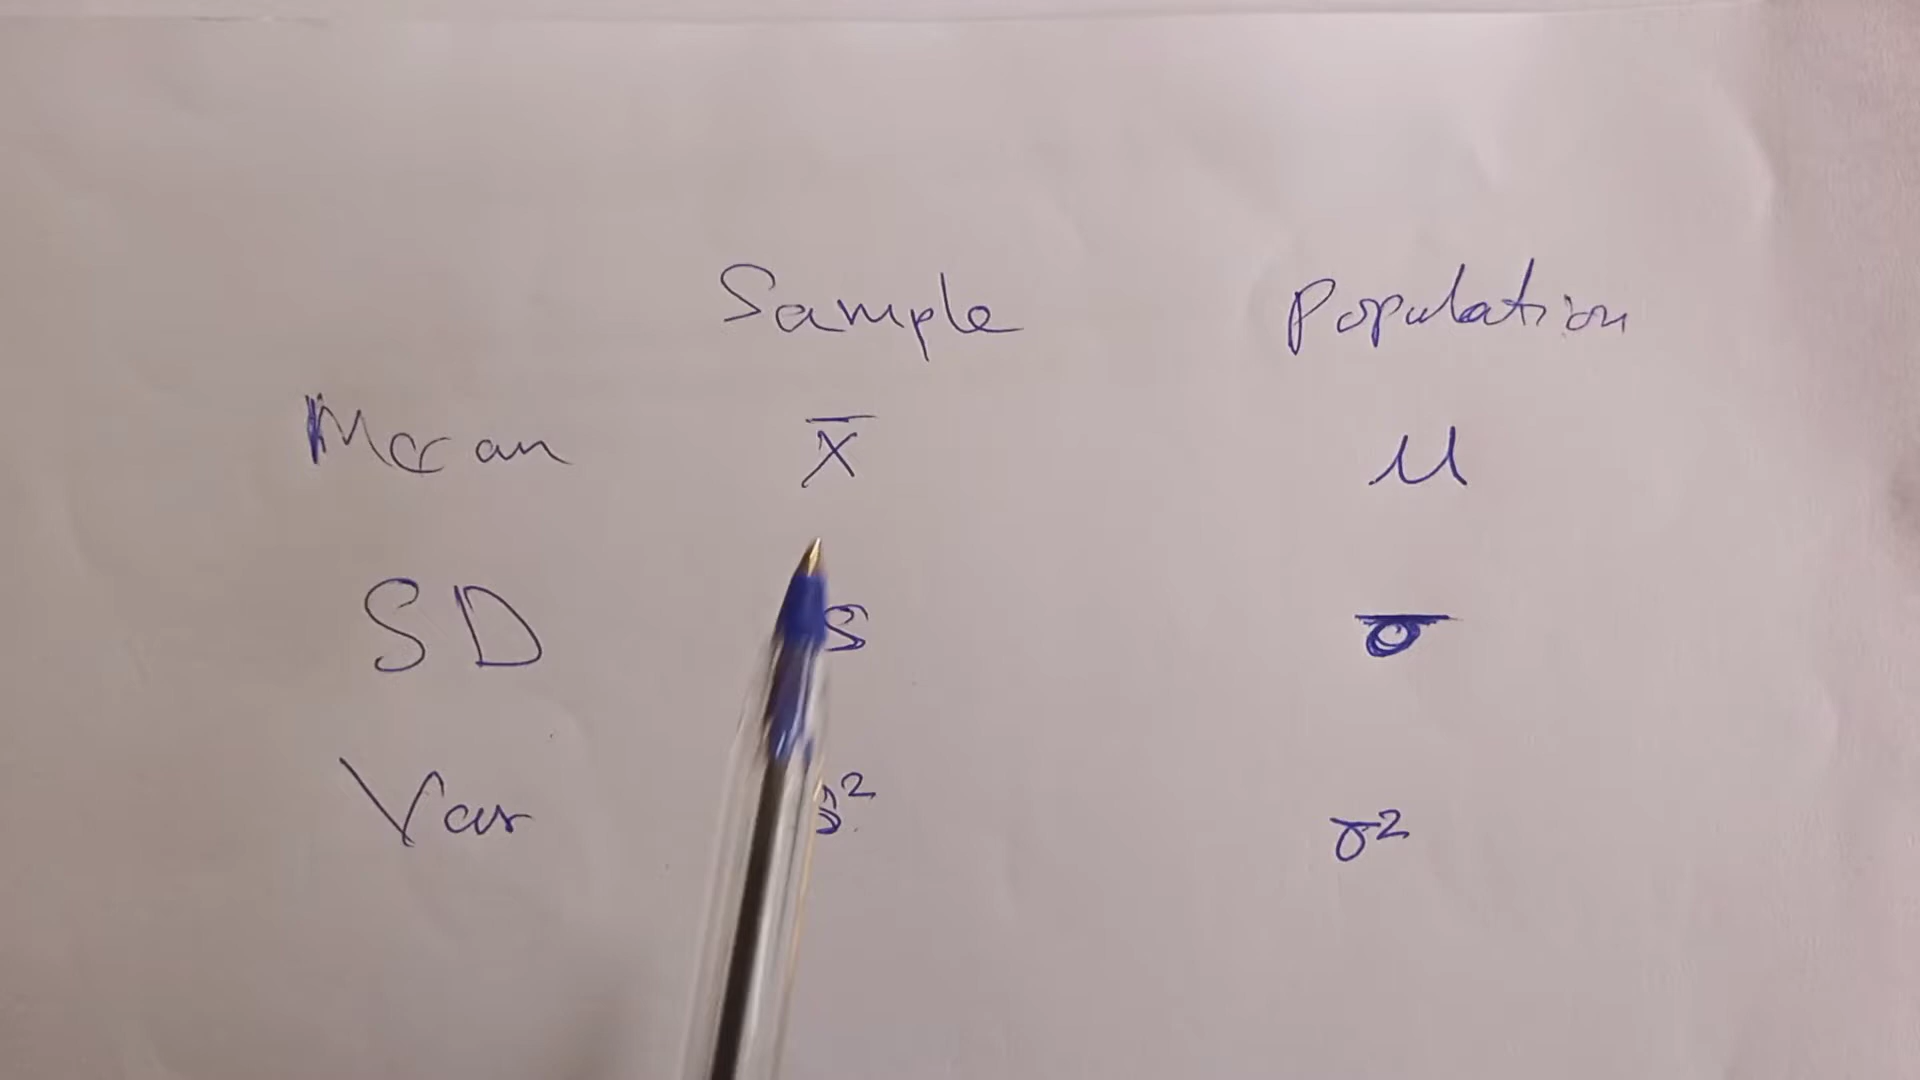 Sample Population
Mean x̄ μ
SD s σ
Var s² σ²